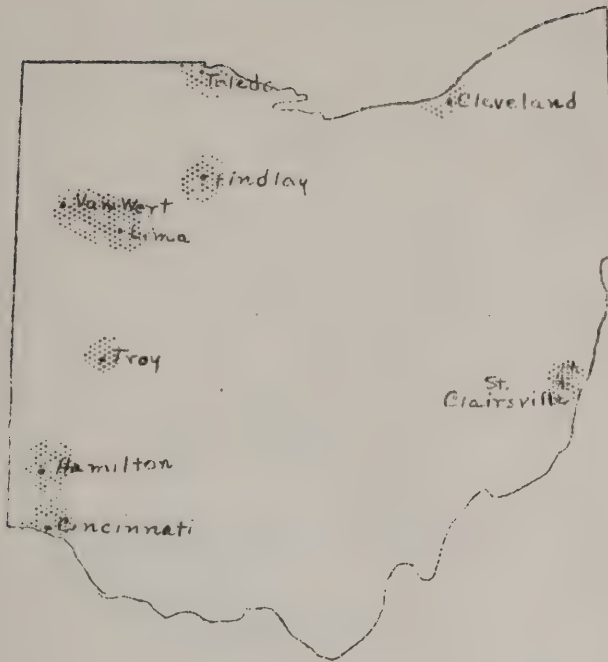 Toledo
Cleveland
Findlay
Van Wert
Lima
Troy
St.
Clairsville
Hamilton
Cincinnati